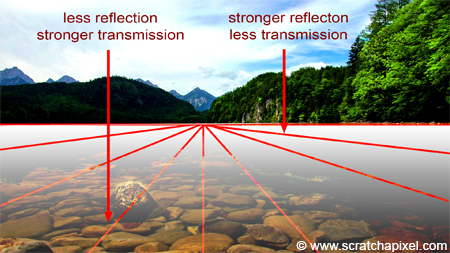 less reflection
stronger transmission
stronger reflecton
less transmission
© www.scratchapixel.com